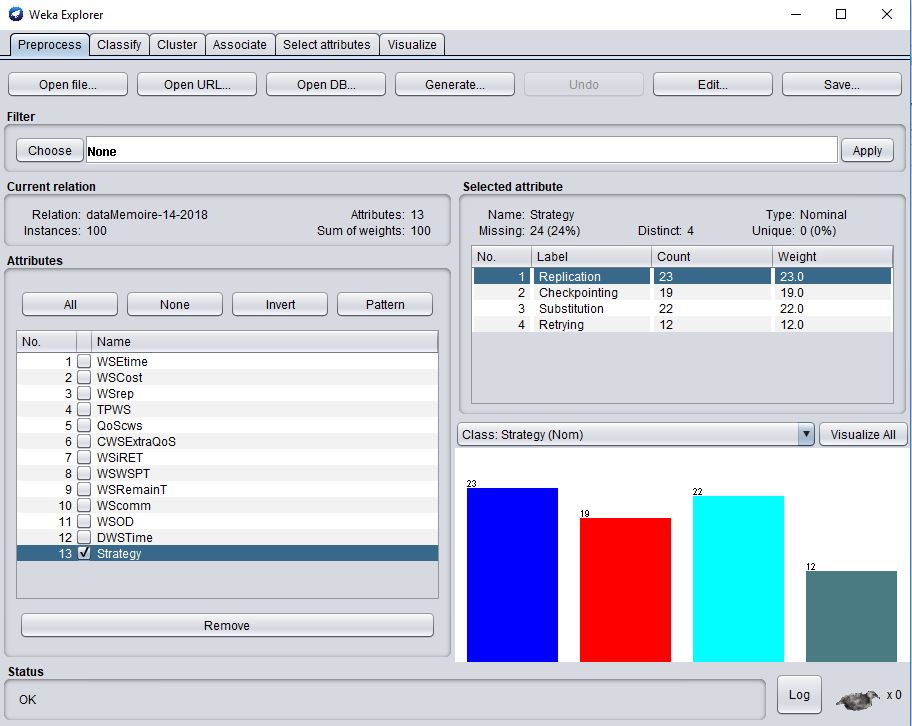 Weka Explorer
Preprocess Classify Cluster Associate Select attributes Visualize
Open file... Open URL... Open DB... Generate... Undo Edit... Save...
Filter
Choose None Apply
Current relation
Relation: dataMemoire-14-2018 Attributes: 13
Instances: 100 Sum of weights: 100
Attributes
All None Invert Pattern
No. Name
1 WSEtime
2 WSCost
3 WSrep
4 TPWS
5 QoScws
6 CWSExtraQoS
7 WSiRET
8 WSWSPT
9 WSRemainT
10 WScomm
11 WSOD
12 DWSTime
13 Strategy
Remove
Selected attribute
Name: Strategy Type: Nominal
Missing: 24 (24%) Distinct: 4 Unique: 0 (0%)
No. Label Count Weight
1 Replication 23 23.0
2 Checkpointing 19 19.0
3 Substitution 22 22.0
4 Retrying 12 12.0
Class: Strategy (Nom) Visualize All
23
19
22
12
Status
OK
Log x 0